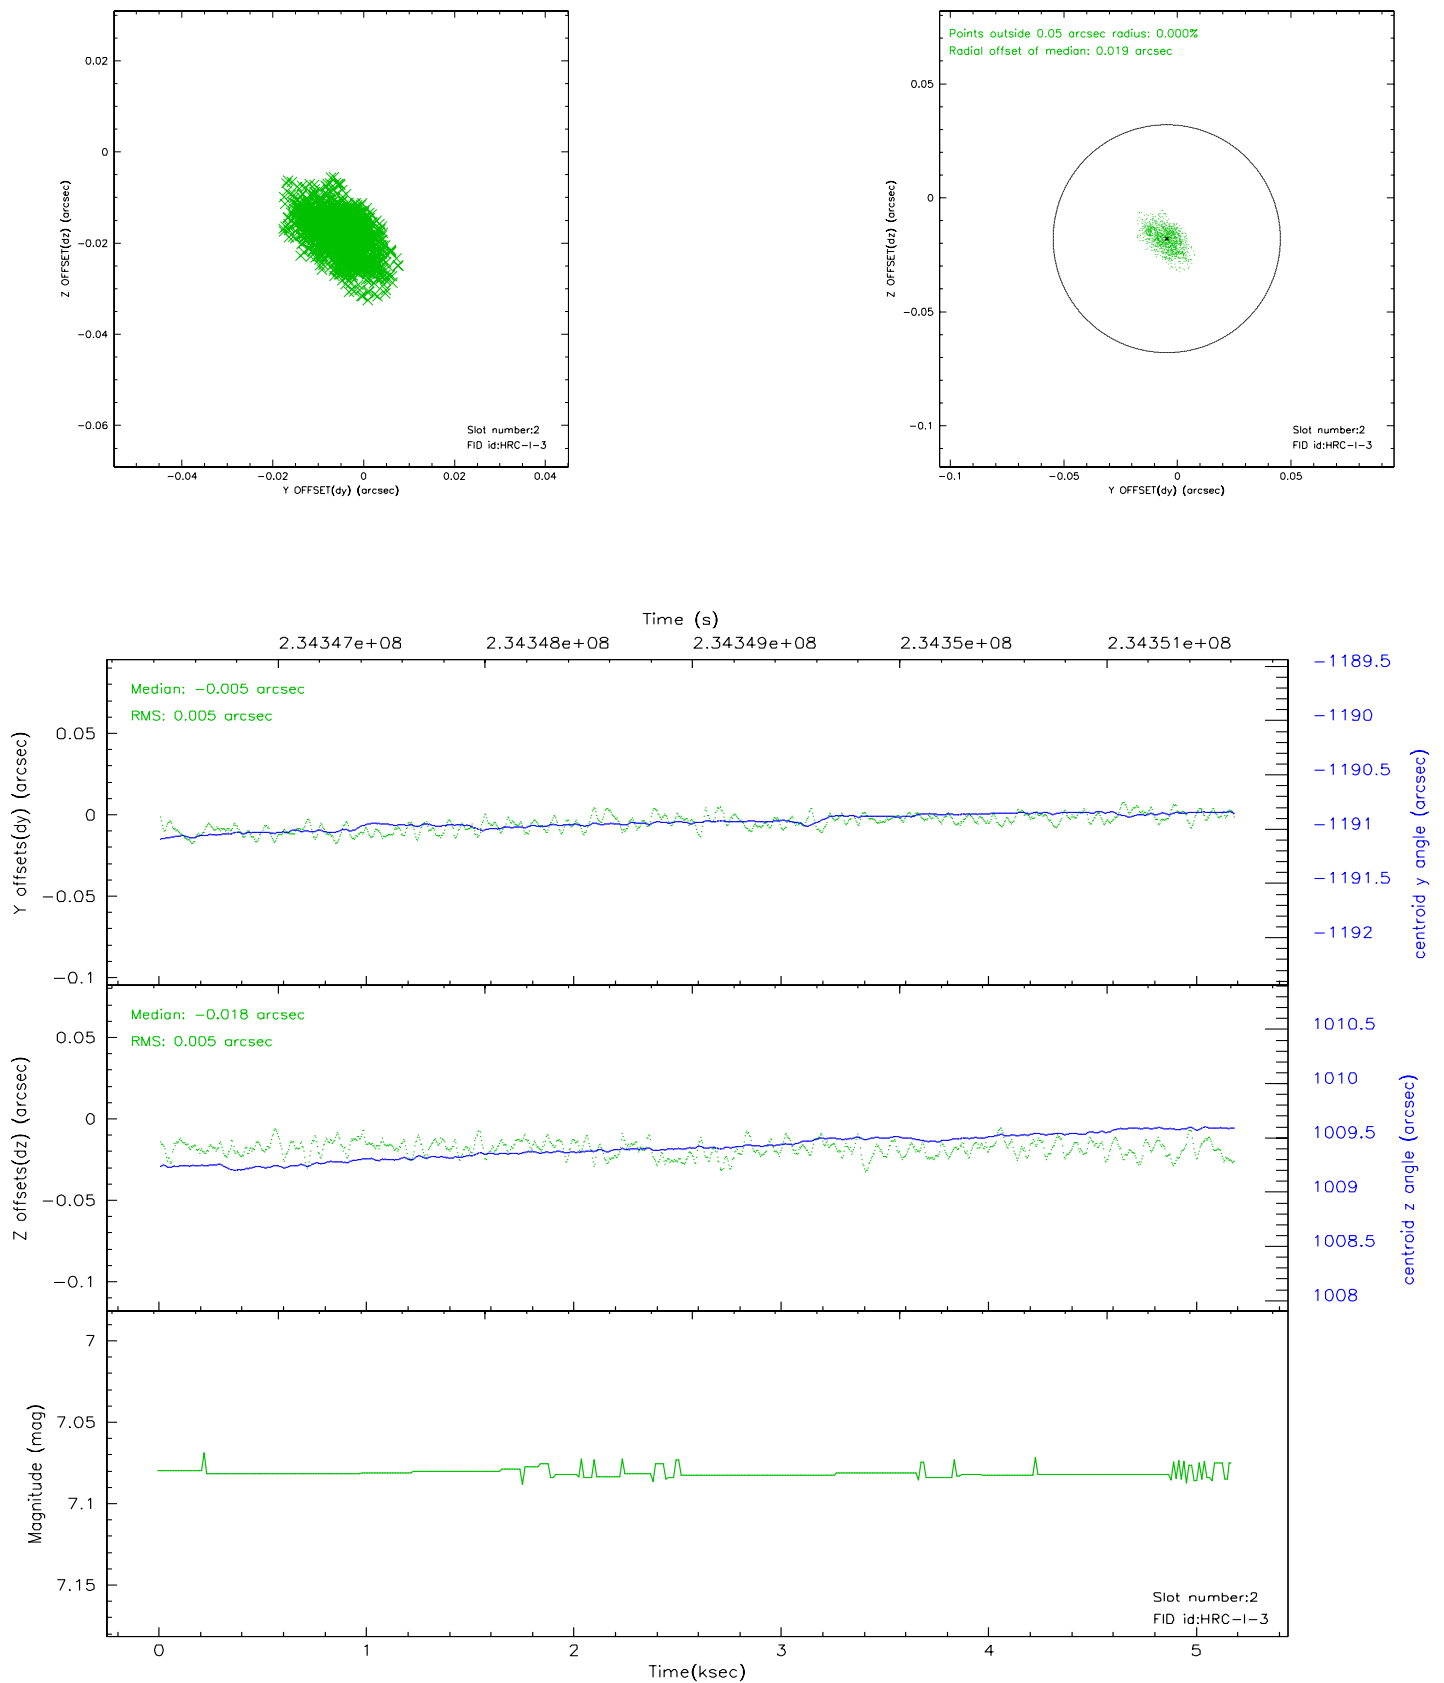 0.02
0
−0.02
−0.04
−0.06
Z OFFSET(dz) (arcsec)
−0.04
−0.02
0
0.02
0.04
Y OFFSET(dy) (arcsec)
Slot number:2
FID id:HRC−I−3
Points outside 0.05 arcsec radius: 0.000%
Radial offset of median: 0.019 arcsec
0.05
0
−0.05
−0.1
Z OFFSET(dz) (arcsec)
−0.1
−0.05
0
0.05
Y OFFSET(dy) (arcsec)
Slot number:2
FID id:HRC−I−3
Time (s)
2.34347e+08
2.34348e+08
2.34349e+08
2.3435e+08
2.34351e+08
Median: −0.005 arcsec
RMS: 0.005 arcsec
0.05
0
−0.05
−0.1
Y offsets(dy) (arcsec)
−1189.5
−1190
−1190.5
−1191
−1191.5
−1192
centroid y angle (arcsec)
Median: −0.018 arcsec
RMS: 0.005 arcsec
0.05
0
−0.05
−0.1
Z offsets(dz) (arcsec)
1010.5
1010
1009.5
1009
1008.5
1008
centroid z angle (arcsec)
7
7.05
7.1
7.15
Magnitude (mag)
Slot number:2
FID id:HRC−I−3
0
1
2
3
4
5
Time(ksec)